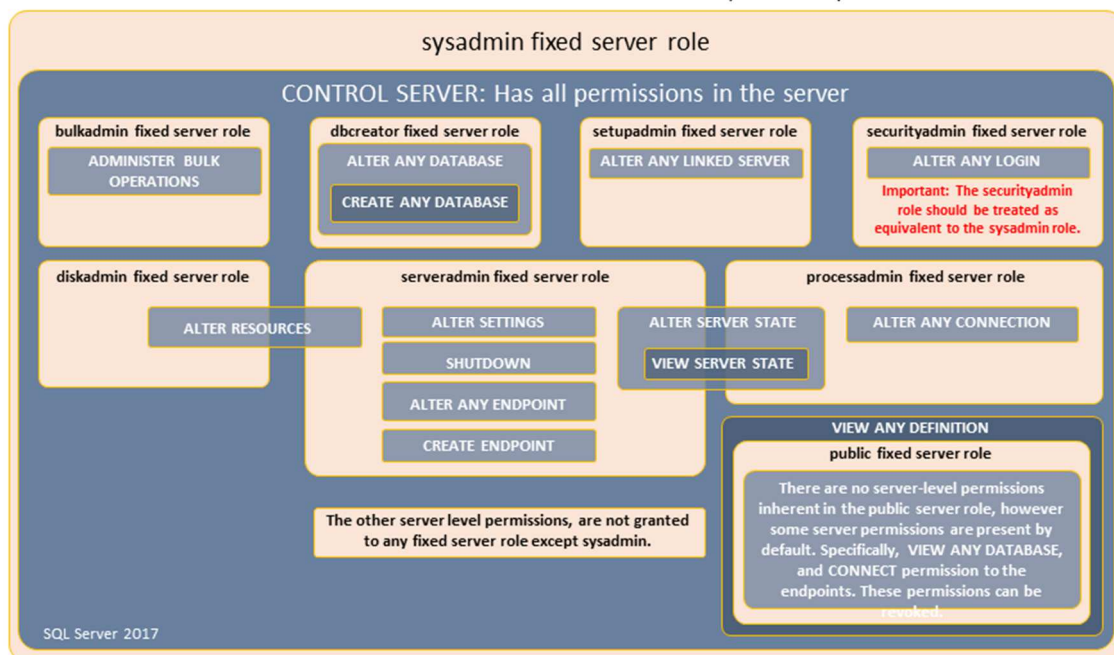 sysadmin fixed server role
CONTROL SERVER: Has all permissions in the server
bulkadmin fixed server role
ADMINISTER BULK
OPERATIONS
dbcreator fixed server role
ALTER ANY DATABASE
CREATE ANY DATABASE
setupadmin fixed server role
ALTER ANY LINKED SERVER
securityadmin fixed server role
ALTER ANY LOGIN
Important: The securityadmin
role should be treated as
equivalent to the sysadmin role.
diskadmin fixed server role
ALTER RESOURCES
serveradmin fixed server role
ALTER SETTINGS
SHUTDOWN
ALTER ANY ENDPOINT
CREATE ENDPOINT
ALTER SERVER STATE
VIEW SERVER STATE
processadmin fixed server role
ALTER ANY CONNECTION
The other server level permissions, are not granted
to any fixed server role except sysadmin.
VIEW ANY DEFINITION
public fixed server role
There are no server-level permissions
inherent in the public server role, however
some server permissions are present by
default. Specifically, VIEW ANY DATABASE,
and CONNECT permission to the
endpoints. These permissions can be
revoked.
SQL Server 2017